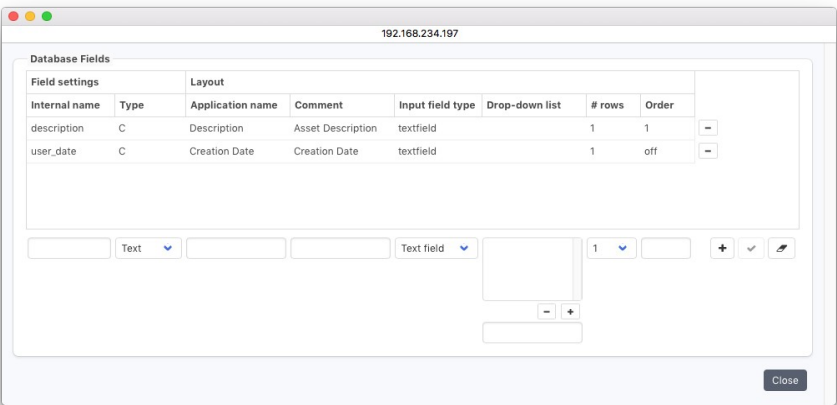 192.168.234.197
Database Fields
Field settings Layout
Internal name Type Application name Comment Input field type Drop-down list # rows Order
description C Description Asset Description textfield 1 1
user_date C Creation Date Creation Date textfield 1 off
Text Text field 1
Close